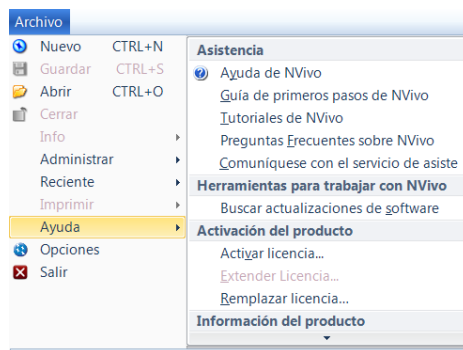 Archivo
Nuevo CTRL+N
Guardar CTRL+S
Abrir CTRL+O
Cerrar
Info
Administrar
Reciente
Imprimir
Ayuda
Opciones
Salir
Asistencia
Ayuda de NVivo
Guía de primeros pasos de NVivo
Tutoriales de NVivo
Preguntas Frecuentes sobre NVivo
Comuníquese con el servicio de asiste
Herramientas para trabajar con NVivo
Buscar actualizaciones de software
Activación del producto
Activar licencia...
Extender Licencia...
Remplazar licencia...
Información del producto